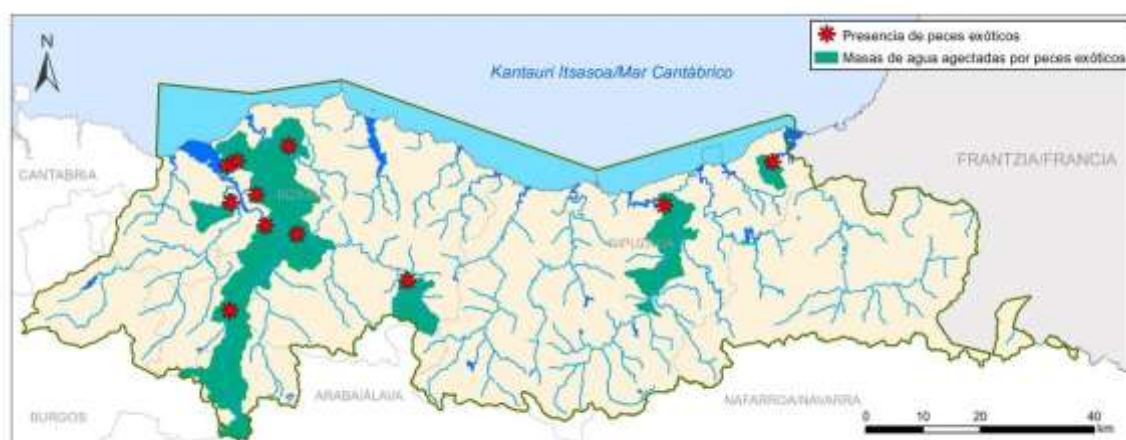 Presencia de peces exóticos
Masas de agua agectadas por peces exóticos
N
Kantauri Itsasoa/Mar Cantábrico
FRANTZIA/FRANCIA
CANTABRIA
ARABA/ÁLAVA
NAFARROA/NAVARRA
BURGOS
0 10 20 40
km